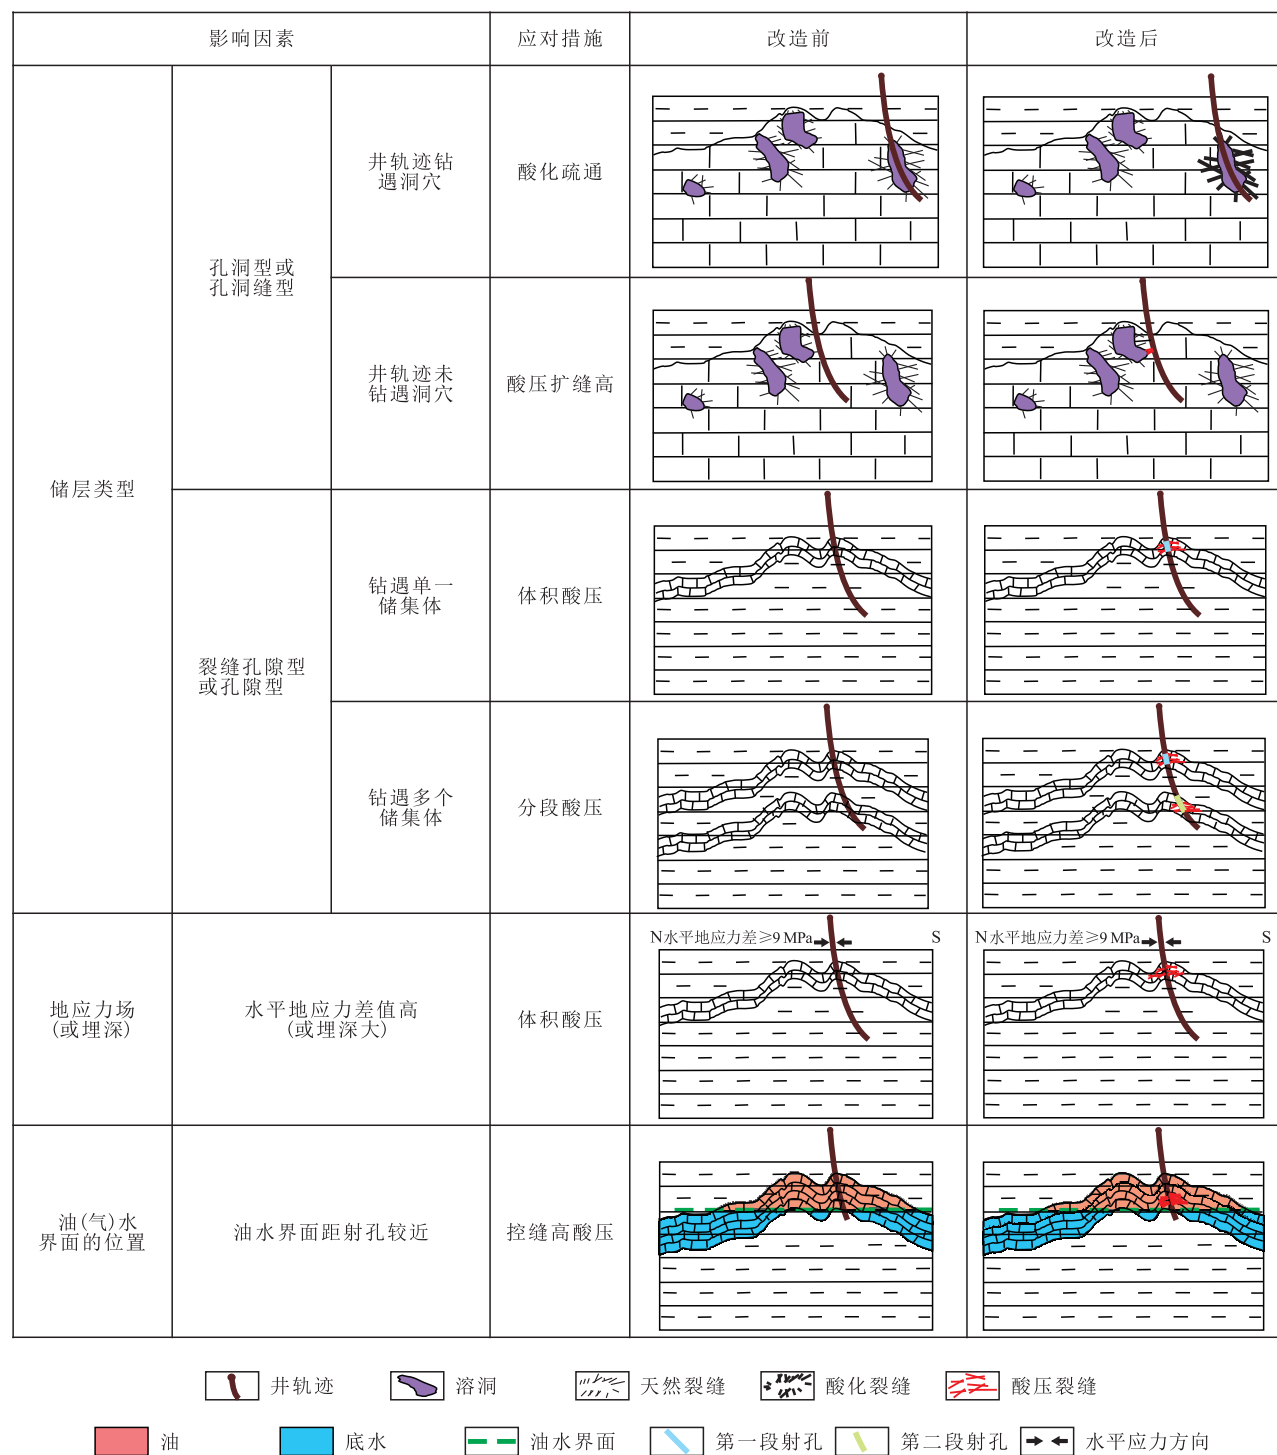 影响因素
应对措施
改造前
改造后
储层类型
孔洞型或
孔洞缝型
井轨迹钻
遇洞穴
酸化疏通
井轨迹未
钻遇洞穴
酸压扩缝高
裂缝孔隙型
或孔隙型
钻遇单一
储集体
体积酸压
钻遇多个
储集体
分段酸压
地应力场
(或埋深)
水平地应力差值高
(或埋深大)
体积酸压
N水平地应力差≥9 MPa
S
N水平地应力差≥9 MPa
S
油(气)水
界面的位置
油水界面距射孔较近
控缝高酸压
井轨迹
溶洞
天然裂缝
酸化裂缝
酸压裂缝
油
底水
油水界面
第一段射孔
第二段射孔
水平应力方向